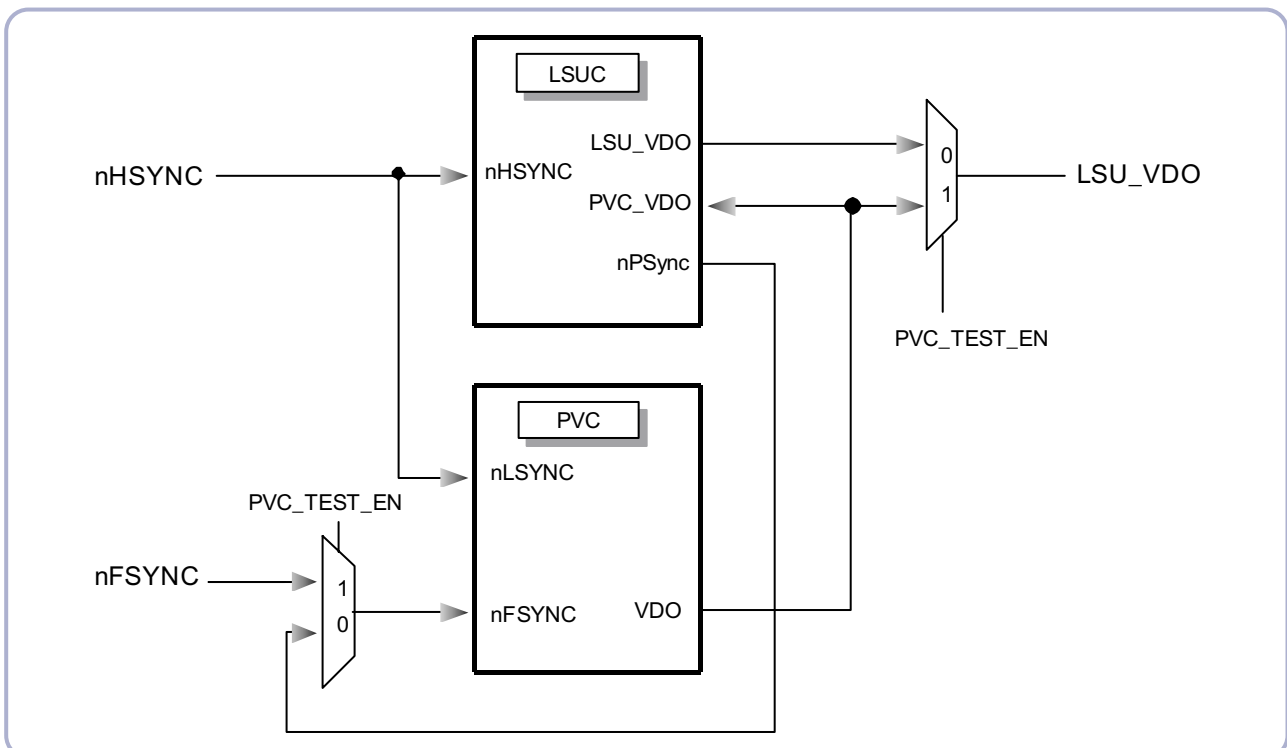 LSUC
LSU_VDO
nHSYNC
nHSYNC
PVC_VDO
nPSync
0
1
LSU_VDO
PVC_TEST_EN
PVC
nLSYNC
PVC_TEST_EN
nFSYNC
1
0
nFSYNC
VDO